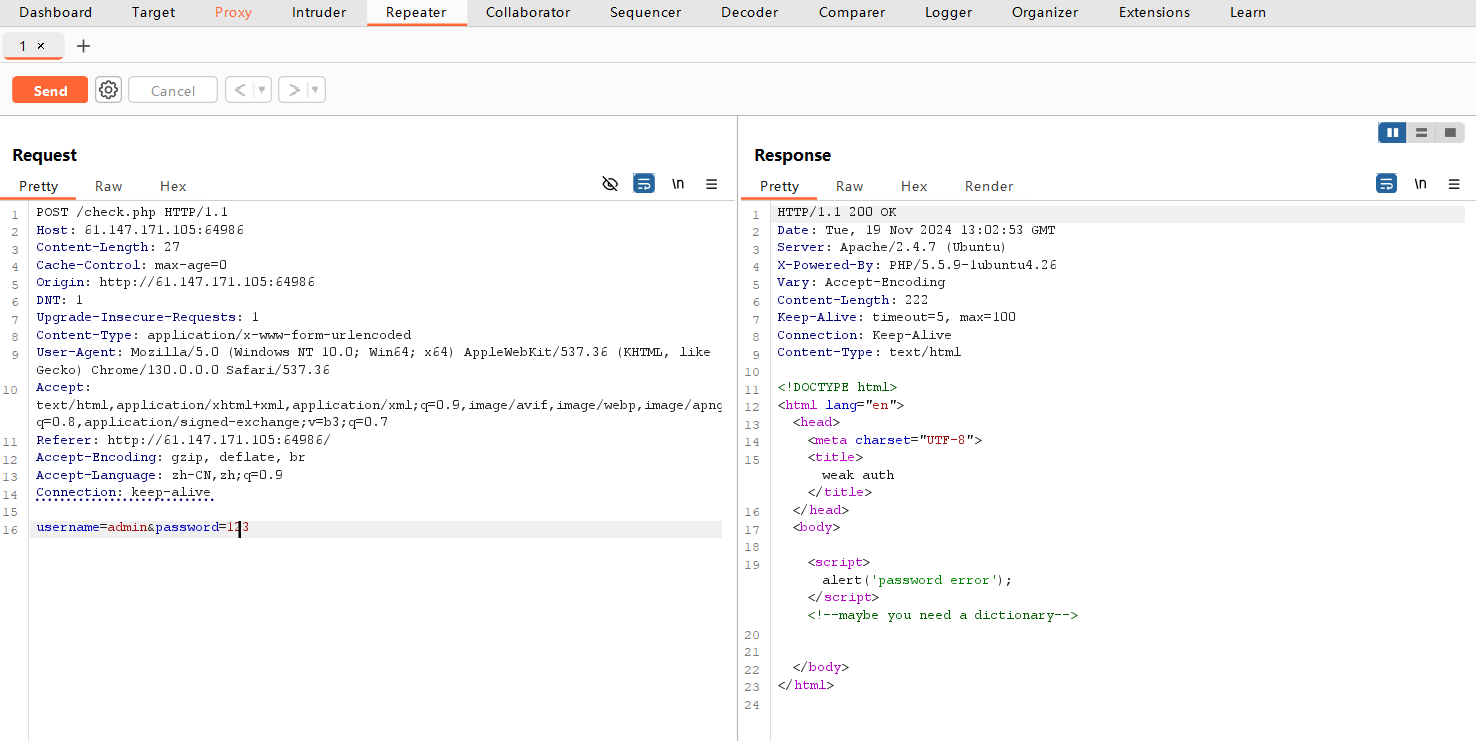 Dashboard Target Proxy Intruder Repeater Collaborator Sequencer Decoder Comparer Logger Organizer Extensions Learn
1 × +
Send Cancel < ▼ > ▼
Request
Pretty Raw Hex \n
1 POST /check.php HTTP/1.1
2 Host: 61.147.171.105:64986
3 Content-Length: 27
4 Cache-Control: max-age=0
5 Origin: http://61.147.171.105:64986
6 DNT: 1
7 Upgrade-Insecure-Requests: 1
8 Content-Type: application/x-www-form-urlencoded
9 User-Agent: Mozilla/5.0 (Windows NT 10.0; Win64; x64) AppleWebKit/537.36 (KHTML, like
Gecko) Chrome/130.0.0.0 Safari/537.36
10 Accept:
text/html,application/xhtml+xml,application/xml;q=0.9,image/avif,image/webp,image/apng
q=0.8,application/signed-exchange;v=b3;q=0.7
11 Referer: http://61.147.171.105:64986/
12 Accept-Encoding: gzip, deflate, br
13 Accept-Language: zh-CN,zh;q=0.9
14 Connection: keep-alive
15
16 username=admin&password=123
Response
Pretty Raw Hex Render \n
1 HTTP/1.1 200 OK
2 Date: Tue, 19 Nov 2024 13:02:53 GMT
3 Server: Apache/2.4.7 (Ubuntu)
4 X-Powered-By: PHP/5.5.9-1ubuntu4.26
5 Vary: Accept-Encoding
6 Content-Length: 222
7 Keep-Alive: timeout=5, max=100
8 Connection: Keep-Alive
9 Content-Type: text/html
10
11 <!DOCTYPE html>
12 <html lang="en">
13 <head>
14 <meta charset="UTF-8">
15 <title>
weak auth
</title>
16 </head>
17 <body>
18
19 <script>
alert('password error');
</script>
<!--maybe you need a dictionary-->
20
21
22 </body>
23 </html>
24